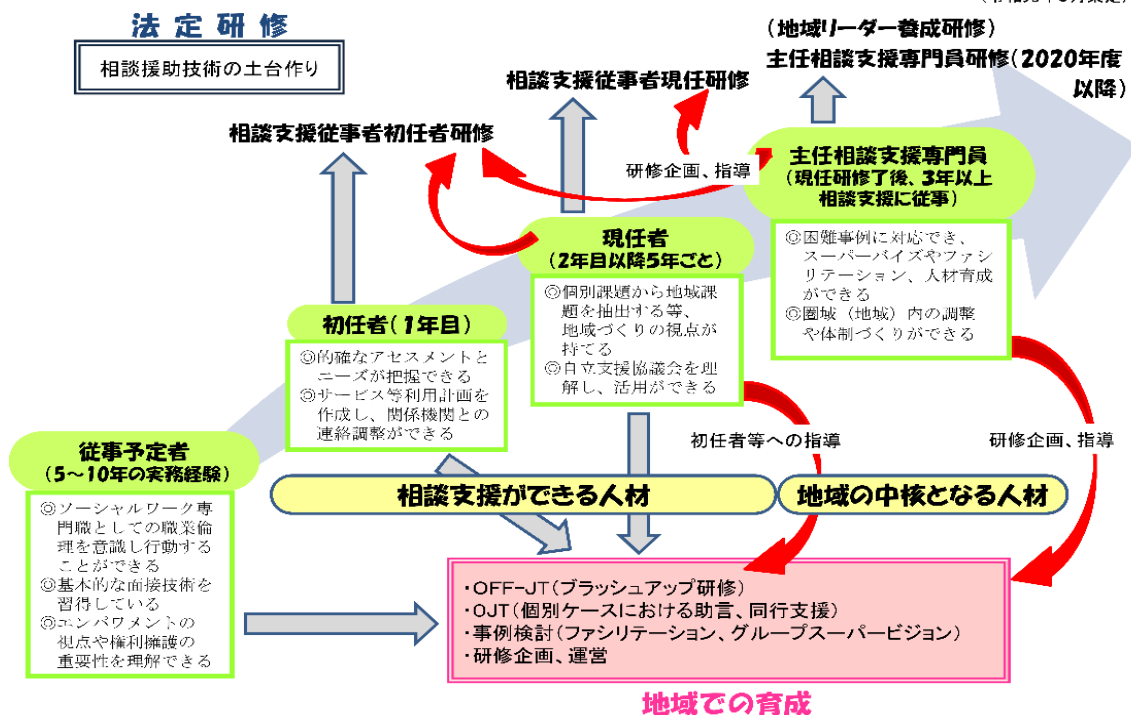 法定研修
相談援助技術の土台作り
(地域リーダー養成研修)
主任相談支援専門員研修(2020年度
以降)
相談支援従事者現任研修
相談支援従事者初任者研修
研修企画、指導
主任相談支援専門員
(現任研修了後、3年以上
相談支援に従事)
◎困難事例に対応でき、
スーパーバイズやファシ
リテーション、人材育成
ができる
◎圏域(地域)内の調整
や体制づくりができる
現任者
(2年目以降5年ごと)
◎個別課題から地域課
題を抽出する等、
地域づくりの視点が
持てる
◎自立支援協議会を理
解し、活用ができる
初任者(1年目)
◎的確なアセスメントと
ニーズが把握できる
◎サービス等利用計画を
作成し、関係機関との
連絡調整ができる
従事予定者
(5~10年の実務経験)
◎ソーシャルワーク専
門職としての職業倫
理を意識し行動する
ことができる
◎基本的な面接技術を
習得している
◎エンパワメントの
視点や権利擁護の
重要性を理解できる
初任者等への指導
研修企画、指導
相談支援ができる人材
地域の中核となる人材
・OFF-JT(ブラッシュアップ研修)
・OJT(個別ケースにおける助言、同行支援)
・事例検討(ファシリテーション、グループスーパービジョン)
・研修企画、運営
地域での育成